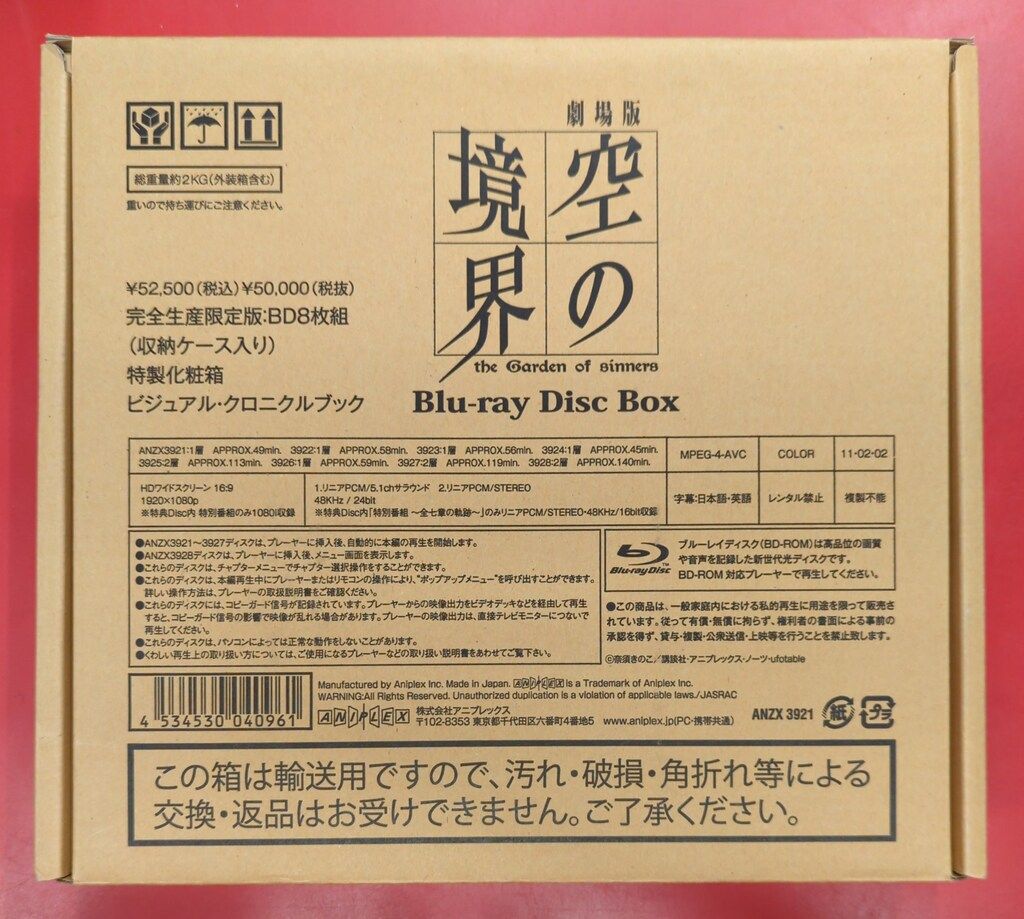 総重量約2KG(外装箱含む)
重いので持ち運びにご注意ください。
劇場版
空の
境界
the Garden of sinners
Blu-ray Disc Box
¥52,500(税込)¥50,000(税抜)
完全生産限定版:BD8枚組
(収納ケース入り)
特製化粧箱
ビジュアル・クロニクルブック
ANZX3921:1層 APPROX.49min. 3922:1層 APPROX.58min. 3923:1層 APPROX.56min. 3924:1層 APPROX.45min.
3925:2層 APPROX.113min. 3926:1層 APPROX.59min. 3927:2層 APPROX.119min. 3928:2層 APPROX.140min.
MPEG-4-AVC
COLOR
11・02・02
HDワイドスクリーン 16:9
1920×1080p
※特典Disc内 特別番組のみ1080i収録
1.リニアPCM/5.1chサラウンド 2.リニアPCM/STEREO
48KHz / 24bit
※特典Disc内「特別番組 ~全七章の軌跡~」のみリニアPCM/STEREO・48KHz/16bit収録
字幕:日本語・英語
レンタル禁止
複製不能
●ANZX3921~3927ディスクは、プレーヤーに挿入後、自動的に本編の再生を開始します。
●ANZX3928ディスクは、プレーヤーに挿入後、メニュー画面を表示します。
●これらのディスクは、チャプターメニューでチャプター選択操作をすることができます。
●これらのディスクは、本編再生中にプレーヤーまたはリモコンの操作により、"ポップアップメニュー"を呼び出すことができます。
詳しい操作方法は、プレーヤーの取扱説明書をご確認ください。
●これらのディスクには、コピーガード信号が記録されています。プレーヤーからの映像出力をビデオデッキなどを経由して再生
すると、コピーガード信号の影響で映像が乱れる場合があります。プレーヤーの映像出力は、直接テレビモニターにつないで
再生してください。
●これらのディスクは、パソコンによっては正常な動作をしないことがあります。
●くわしい再生上の取り扱い方については、ご使用になるプレーヤーなどの取り扱い説明書をあわせてご覧下さい。
Blu-ray Disc™
ブルーレイディスク(BD-ROM)は高品位の画質
や音声を記録した新世代光ディスクです。
BD-ROM 対応プレーヤーで再生してください。
●この商品は、一般家庭内における私的再生に用途を限って販売さ
れています。従って有償・無償に拘らず、権利者の書面による事前の
承認を得ず、貸与・複製・公衆送信・上映等を行うことを禁止致します。
©奈須きのこ/講談社・アニプレックス・ノーツ・ufotable
4 534530 040961
Manufactured by Aniplex Inc. Made in Japan. ANIPLEX is a Trademark of Aniplex Inc.
WARNING:All Rights Reserved. Unauthorized duplication is a violation of applicable laws./JASRAC
ANIPLEX
株式会社アニプレックス
〒102-8353 東京都千代田区六番町4番地5 www.aniplex.jp(PC・携帯共通)
ANZX 3921
紙
プラ
この箱は輸送用ですので、汚れ・破損・角折れ等による
交換・返品はお受けできません。ご了承ください。